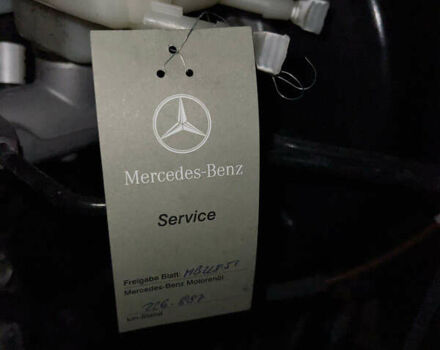 Mercedes-Benz
Service
Freigabe Blatt:
Mercedes-Benz Motorenöl
km-Stand